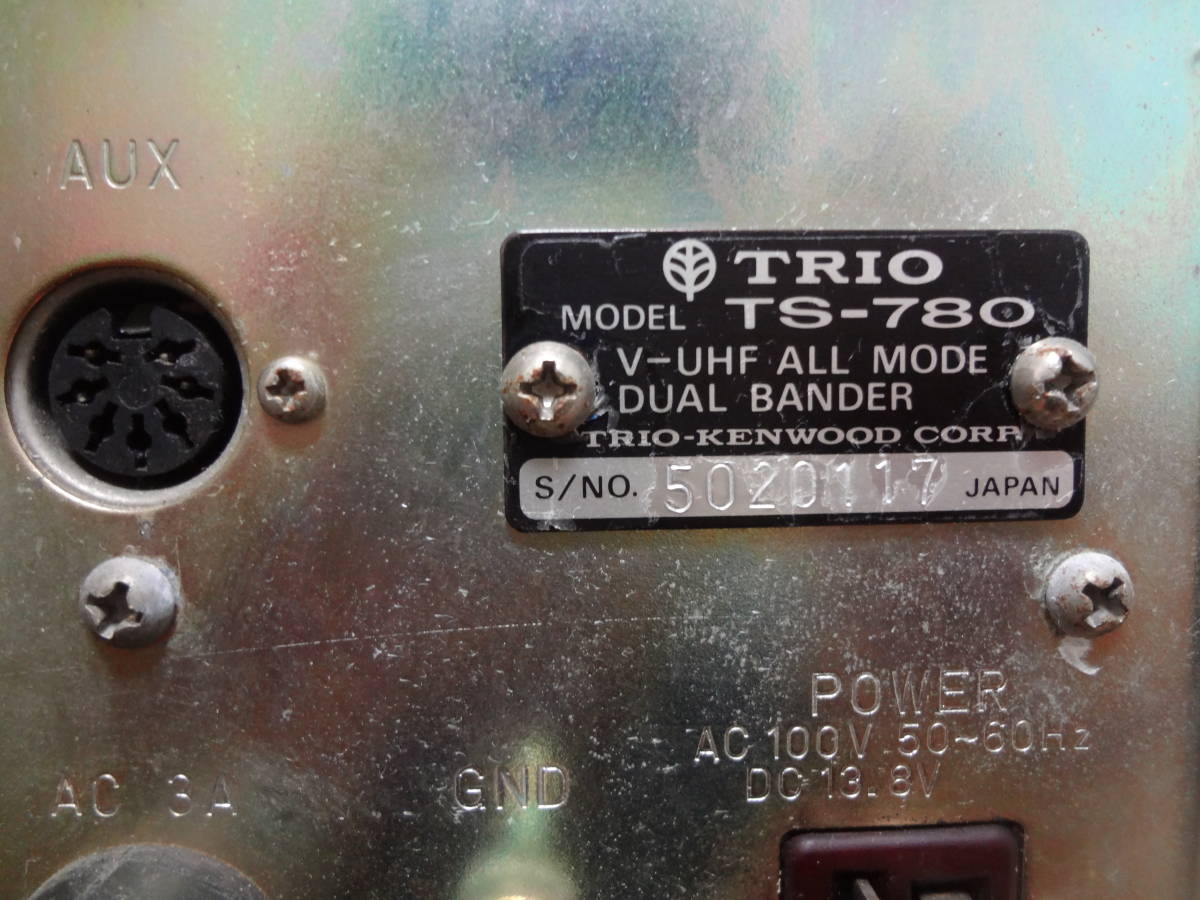 AUX
TRIO
MODEL TS-780
V-UHF ALL MODE
DUAL BANDER
TRIO-KENWOOD CORP.
S/NO. 5020117 JAPAN
POWER
AC 100V 50~60Hz
DC 13.8V
AC 3A
GND